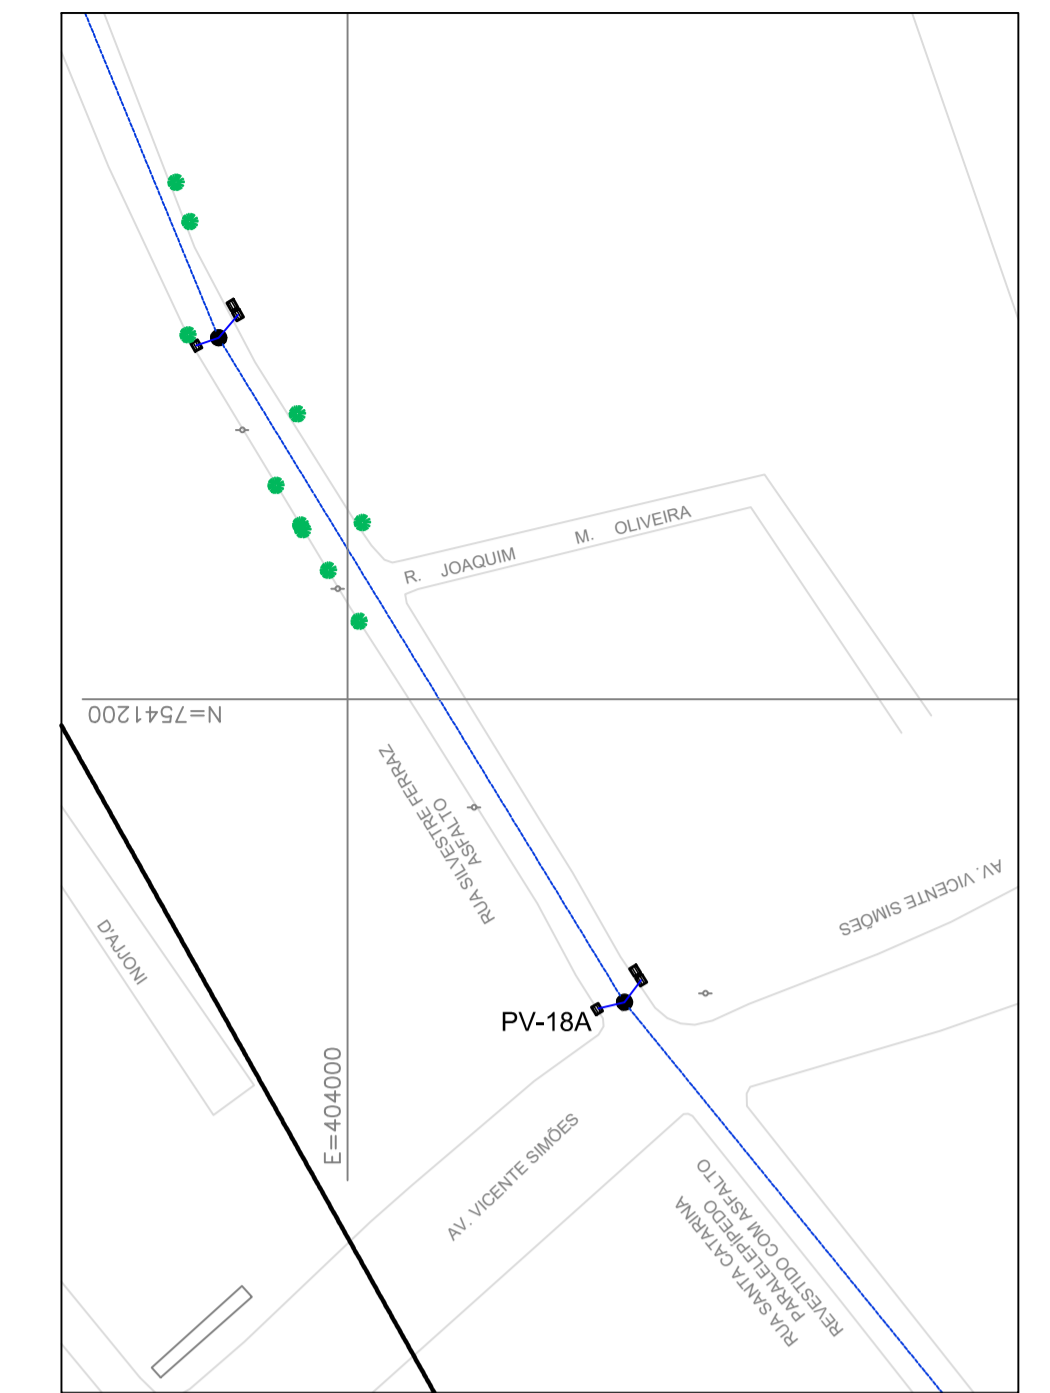 R. JOAQUIM M. OLIVEIRA
N=7541200
RUA SILVESTRE FERRAZ
ASFALTO
AV. VICENTE SIMÕES
D'AJJONI
PV-18A
E=404000
AV. VICENTE SIMÕES
RUA SANTA CATARINA
PARALELEPÍPEDO
REVESTIDO COM ASFALTO